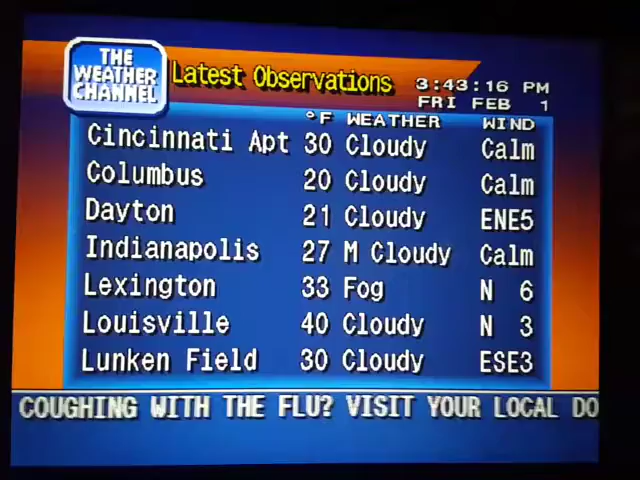 THE
WEATHER
CHANNEL
Latest Observations
3:43:16 PM
FRI FEB 1
°F WEATHER WIND
Cincinnati Apt 30 Cloudy Calm
Columbus 20 Cloudy Calm
Dayton 21 Cloudy ENE5
Indianapolis 27 M Cloudy Calm
Lexington 33 Fog N 6
Louisville 40 Cloudy N 3
Lunken Field 30 Cloudy ESE3
COUGHING WITH THE FLU? VISIT YOUR LOCAL DO